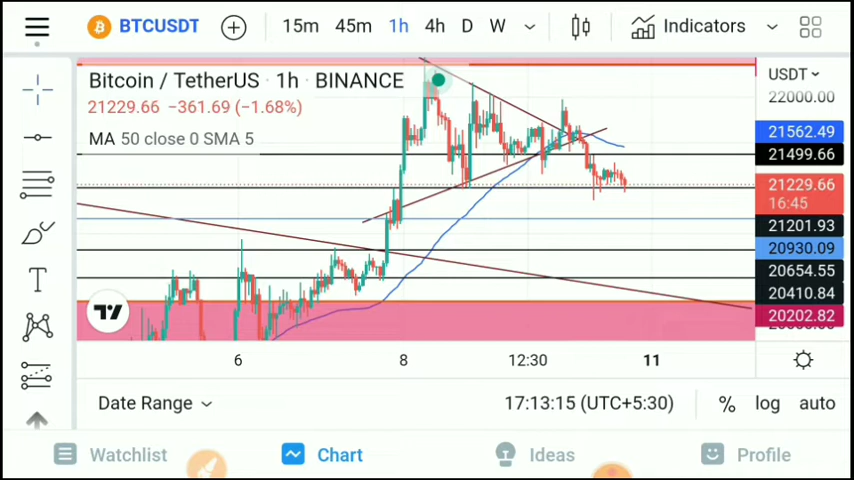 BTCUSDT 15m 45m 1h 4h D W Indicators
Bitcoin / TetherUS · 1h · BINANCE
21229.66 −361.69 (−1.68%)
MA 50 close 0 SMA 5
USDT
22000.00
21562.49
21499.66
21229.66
16:45
21201.93
20930.09
20654.55
20410.84
20202.82
6 8 12:30 11
Date Range 17:13:15 (UTC+5:30) % log auto
Watchlist Chart Ideas Profile